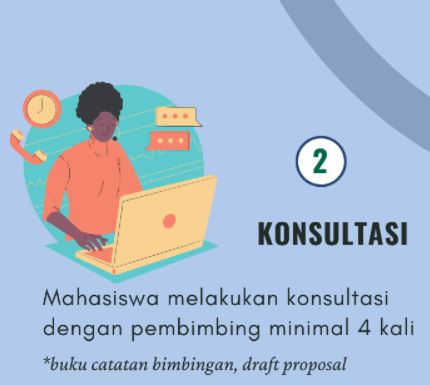 2
KONSULTASI
Mahasiswa melakukan konsultasi
dengan pembimbing minimal 4 kali
*buku catatan bimbingan, draft proposal